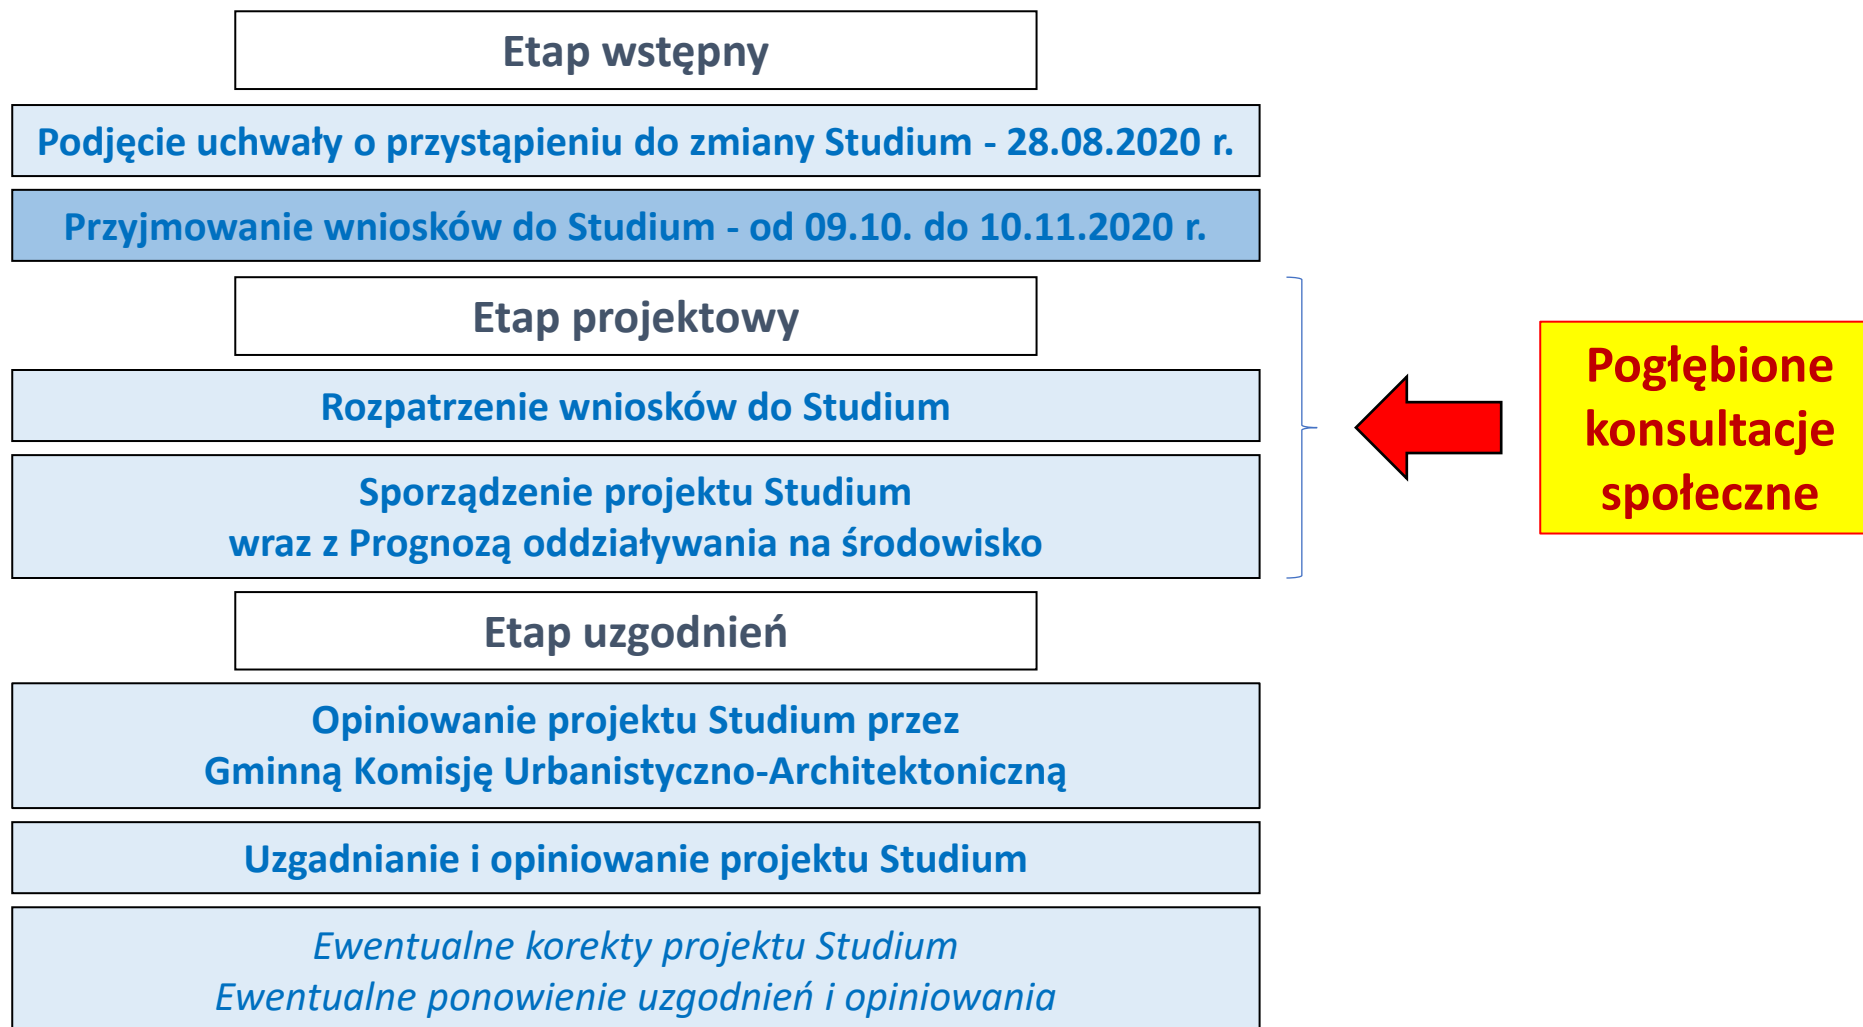 Etap wstępny
Podjęcie uchwały o przystąpieniu do zmiany Studium - 28.08.2020 r.
Przyjmowanie wniosków do Studium - od 09.10. do 10.11.2020 r.
Etap projektowy
Rozpatrzenie wniosków do Studium
Sporządzenie projektu Studium
wraz z Prognozą oddziaływania na środowisko
Pogłębione
konsultacje
społeczne
Etap uzgodnień
Opiniowanie projektu Studium przez
Gminną Komisję Urbanistyczno-Architektoniczną
Uzgadnianie i opiniowanie projektu Studium
Ewentualne korekty projektu Studium
Ewentualne ponowienie uzgodnień i opiniowania